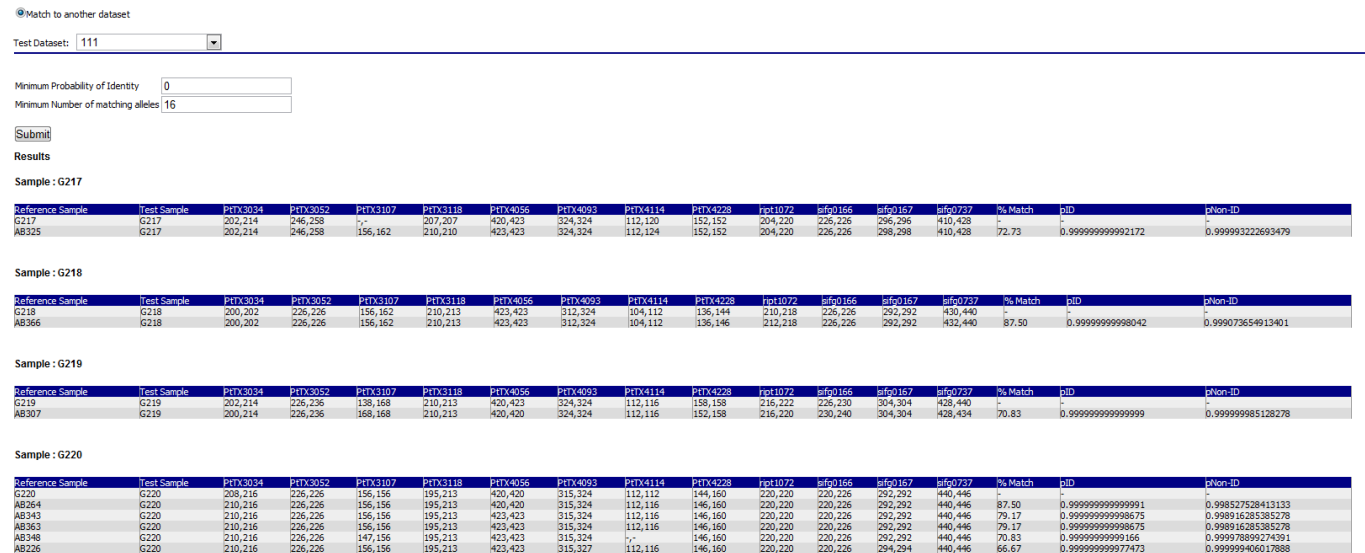 Match to another dataset
Test Dataset: 111
Minimum Probability of Identity 0
Minimum Number of matching alleles 16
Submit
Results
Sample : G217
Reference Sample Test Sample PtTX3034 PtTX3052 PtTX3107 PtTX3118 PtTX4056 PtTX4093 PtTX4114 PtTX4228 ript1072 sifg0166 sifg0167 sifg0737 % Match pID pNon-ID
G217 G217 202,214 246,258 -,- 207,207 420,423 324,324 112,120 152,152 204,220 226,226 296,296 410,428 - - -
AB325 G217 202,214 246,258 156,162 210,210 423,423 324,324 112,124 152,152 204,220 226,226 298,298 410,428 72.73 0.999999999992172 0.999993222693479
Sample : G218
Reference Sample Test Sample PtTX3034 PtTX3052 PtTX3107 PtTX3118 PtTX4056 PtTX4093 PtTX4114 PtTX4228 ript1072 sifg0166 sifg0167 sifg0737 % Match pID pNon-ID
G218 G218 200,202 226,226 156,162 210,213 423,423 312,324 104,112 136,144 210,218 226,226 292,292 430,440 - - -
AB366 G218 200,202 226,226 156,162 210,213 423,423 312,324 104,112 136,146 212,218 226,226 292,292 432,440 87.50 0.99999999998042 0.999073654913401
Sample : G219
Reference Sample Test Sample PtTX3034 PtTX3052 PtTX3107 PtTX3118 PtTX4056 PtTX4093 PtTX4114 PtTX4228 ript1072 sifg0166 sifg0167 sifg0737 % Match pID pNon-ID
G219 G219 202,214 226,236 138,168 210,213 420,423 324,324 112,116 158,158 216,222 226,230 304,304 428,440 - - -
AB307 G219 200,214 226,236 168,168 210,213 420,420 324,324 112,116 152,158 216,220 230,240 304,304 428,434 70.83 0.999999999999999 0.999999985128278
Sample : G220
Reference Sample Test Sample PtTX3034 PtTX3052 PtTX3107 PtTX3118 PtTX4056 PtTX4093 PtTX4114 PtTX4228 ript1072 sifg0166 sifg0167 sifg0737 % Match pID pNon-ID
G220 G220 208,216 226,226 156,156 195,213 420,420 315,324 112,112 144,160 220,220 220,226 292,292 440,446 - - -
AB264 G220 210,216 226,226 156,156 195,213 420,420 315,324 112,116 146,160 220,220 220,226 292,292 440,446 87.50 0.99999999999991 0.998527528413133
AB343 G220 210,216 226,226 156,156 195,213 423,423 315,324 112,116 146,160 220,220 220,226 292,292 440,446 79.17 0.99999999998675 0.998916285385278
AB363 G220 210,216 226,226 156,156 195,213 423,423 315,324 112,116 146,160 220,220 220,226 292,292 440,446 79.17 0.99999999998675 0.998916285385278
AB348 G220 210,216 226,226 147,156 195,213 423,423 315,324 -,- 146,160 220,220 220,226 292,292 440,446 70.83 0.99999999999166 0.999978899274391
AB226 G220 210,216 226,226 156,156 195,213 423,423 315,327 112,116 146,160 220,220 220,226 294,294 440,446 66.67 0.999999999977473 0.999999406017888